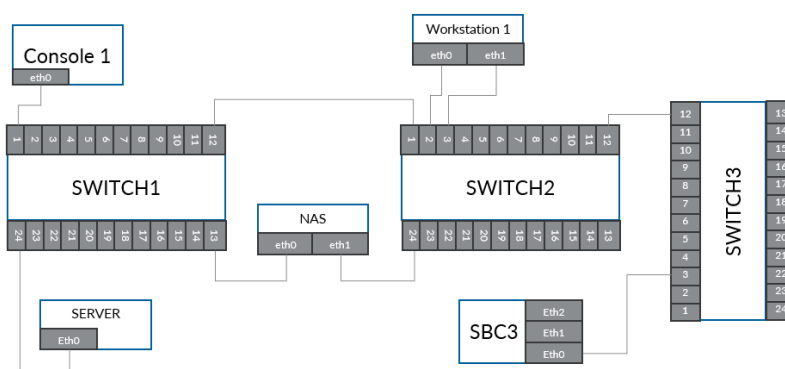 Console 1
eth0
Workstation 1
eth0 eth1
1 2 3 4 5 6 7 8 9 10 11 12
SWITCH1
24 23 22 21 20 19 18 17 16 15 14 13
1 2 3 4 5 6 7 8 9 10 11 12
SWITCH2
24 23 22 21 20 19 18 17 16 15 14 13
NAS
eth0 eth1
12
11
10
9
8
7
6
5
4
3
2
1
SWITCH3
13
14
15
16
17
18
19
20
21
22
23
24
SERVER
Eth0
SBC3
Eth2
Eth1
Eth0